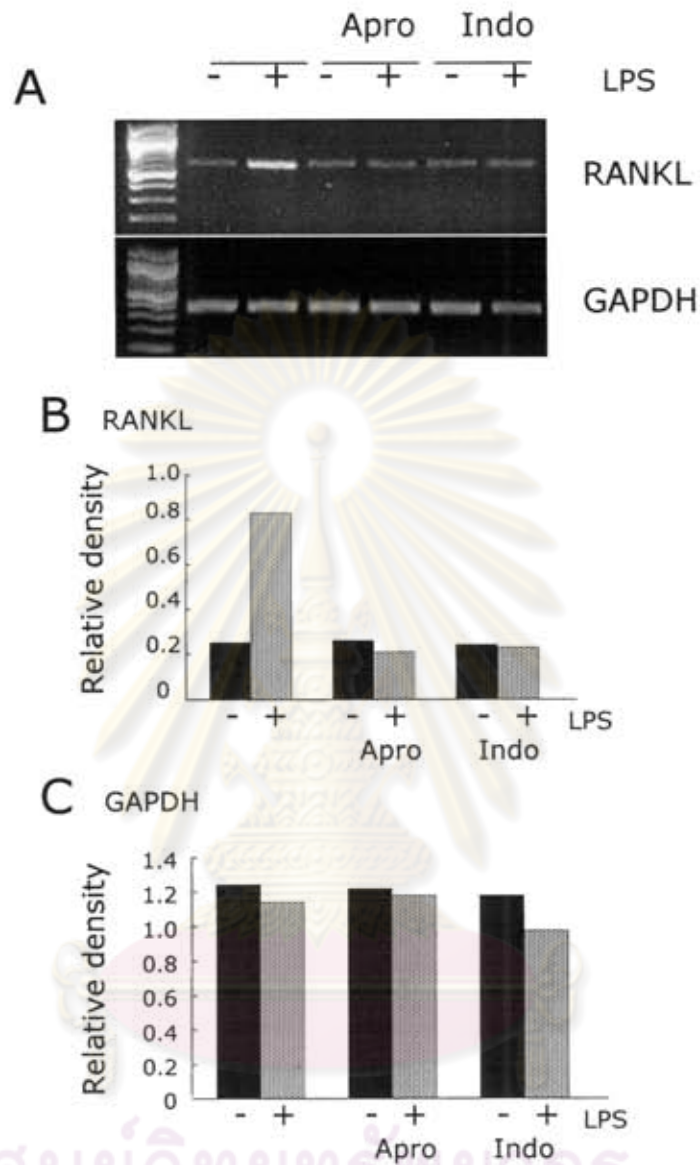 Apro Indo
- + - + - + LPS
A
RANKL
GAPDH
B RANKL
Relative density
1.0
0.8
0.6
0.4
0.2
0
- + - + - + LPS
Apro Indo
C GAPDH
Relative density
1.4
1.2
1.0
0.8
0.6
0.4
0.2
0
- + - + - + LPS
Apro Indo